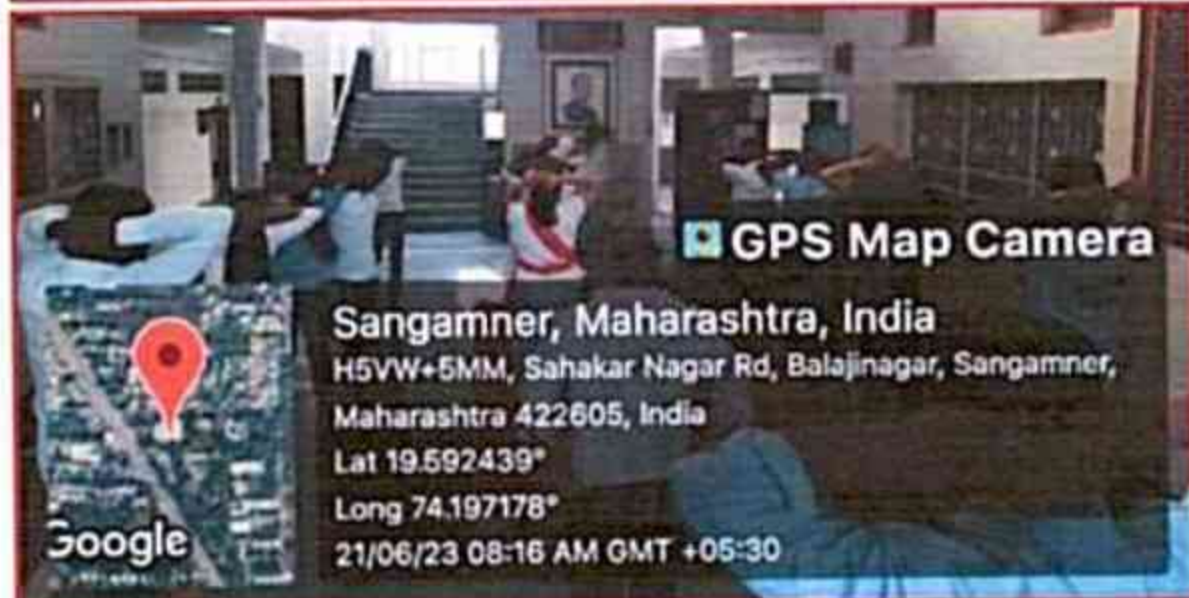 GPS Map Camera
Sangamner, Maharashtra, India
H5VW+5MM, Sahakar Nagar Rd, Balajinagar, Sangamner,
Maharashtra 422605, India
Lat 19.592439°
Long 74.197178°
21/06/23 08:16 AM GMT +05:30
Google